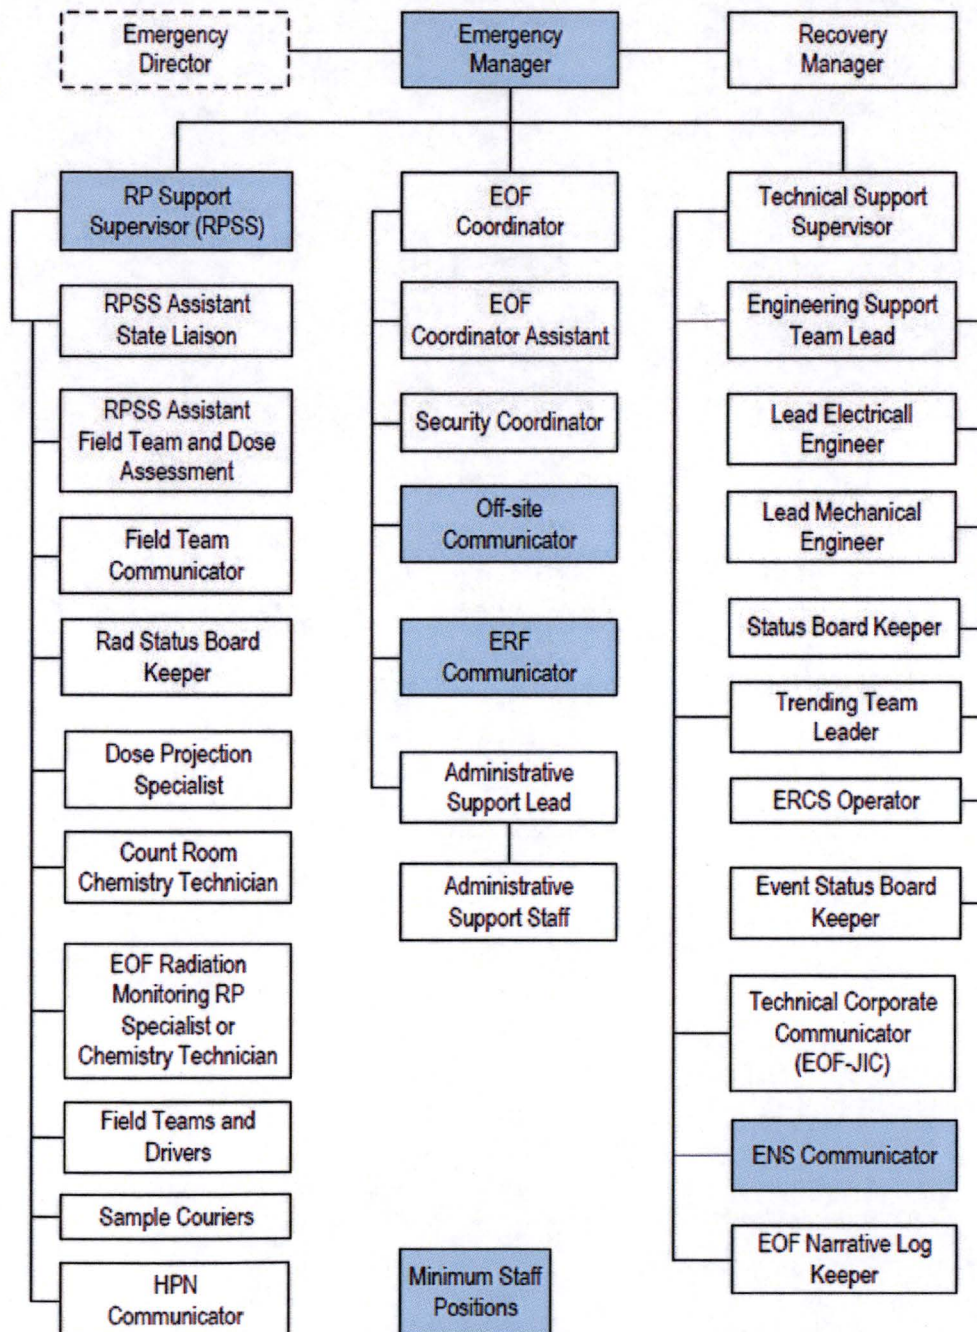 Emergency
Director
Emergency
Manager
Recovery
Manager
RP Support
Supervisor (RPSS)
RPSS Assistant
State Liaison
RPSS Assistant
Field Team and Dose
Assessment
Field Team
Communicator
Rad Status Board
Keeper
Dose Projection
Specialist
Count Room
Chemistry Technician
EOF Radiation
Monitoring RP
Specialist or
Chemistry Technician
Field Teams and
Drivers
Sample Couriers
HPN
Communicator
EOF
Coordinator
EOF
Coordinator Assistant
Security Coordinator
Off-site
Communicator
ERF
Communicator
Administrative
Support Lead
Administrative
Support Staff
Minimum Staff
Positions
Technical Support
Supervisor
Engineering Support
Team Lead
Lead Electricall
Engineer
Lead Mechanical
Engineer
Status Board Keeper
Trending Team
Leader
ERCS Operator
Event Status Board
Keeper
Technical Corporate
Communicator
(EOF-JIC)
ENS Communicator
EOF Narrative Log
Keeper